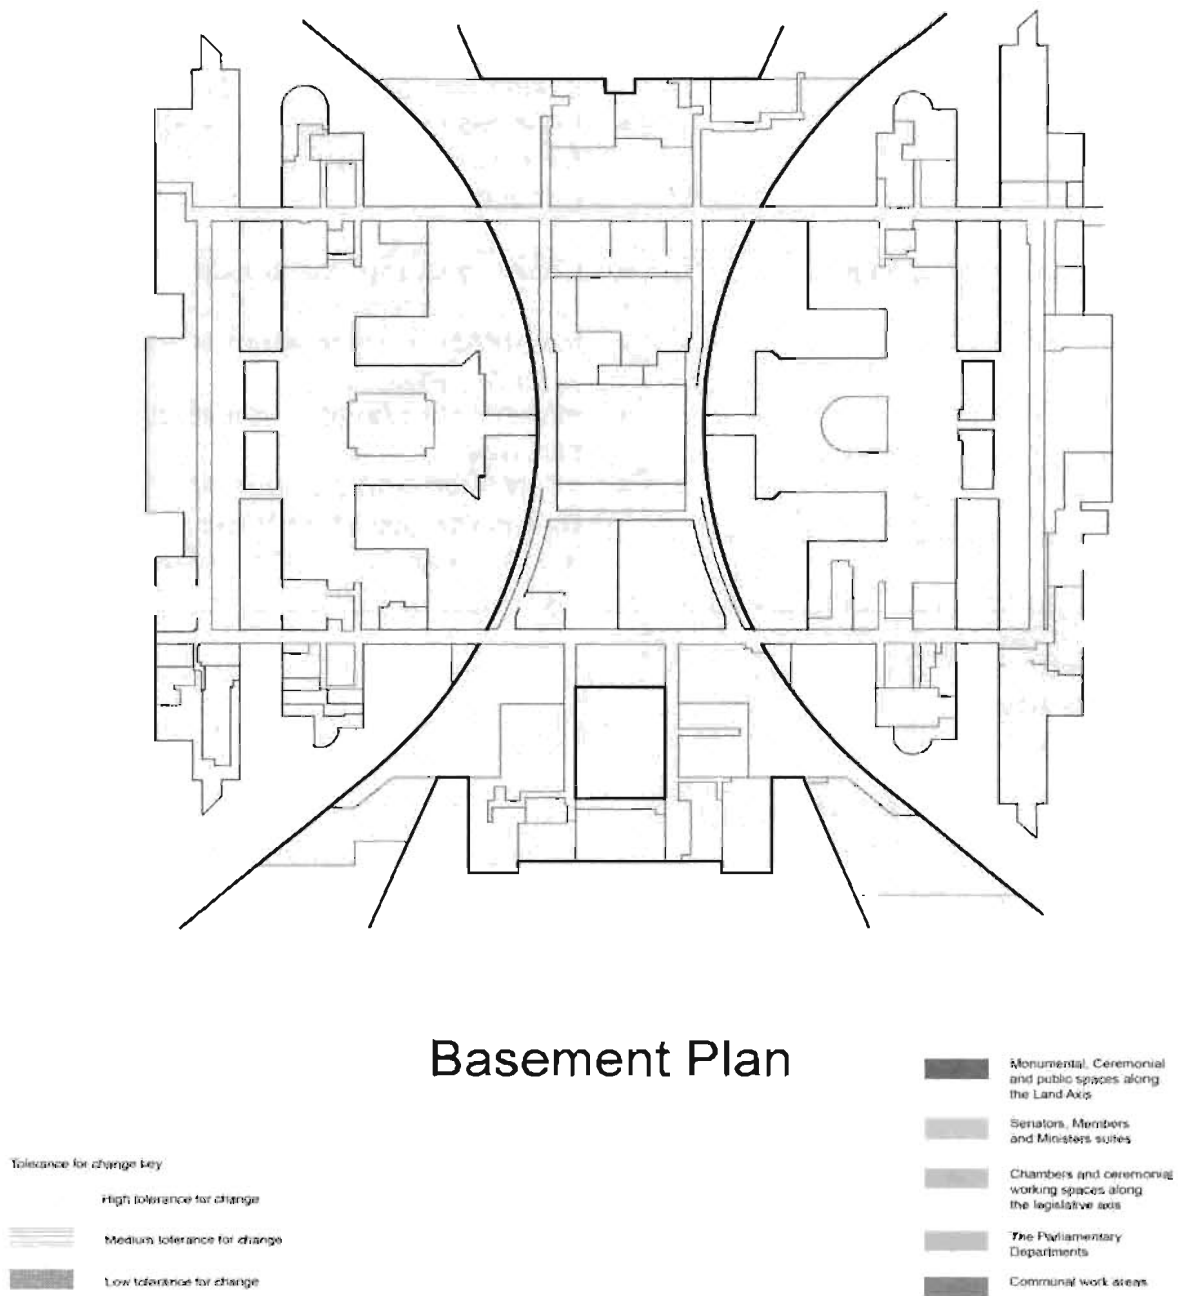 Basement Plan
Monumental, Ceremonial
and public spaces along
the Land Axis
Senators, Members
and Ministers suites
Tolerance for change key
Chambers and ceremonial
working spaces along
the legislative axis
High tolerance for change
The Parliamentary
Departments
Medium tolerance for change
Low tolerance for change
Communal work areas